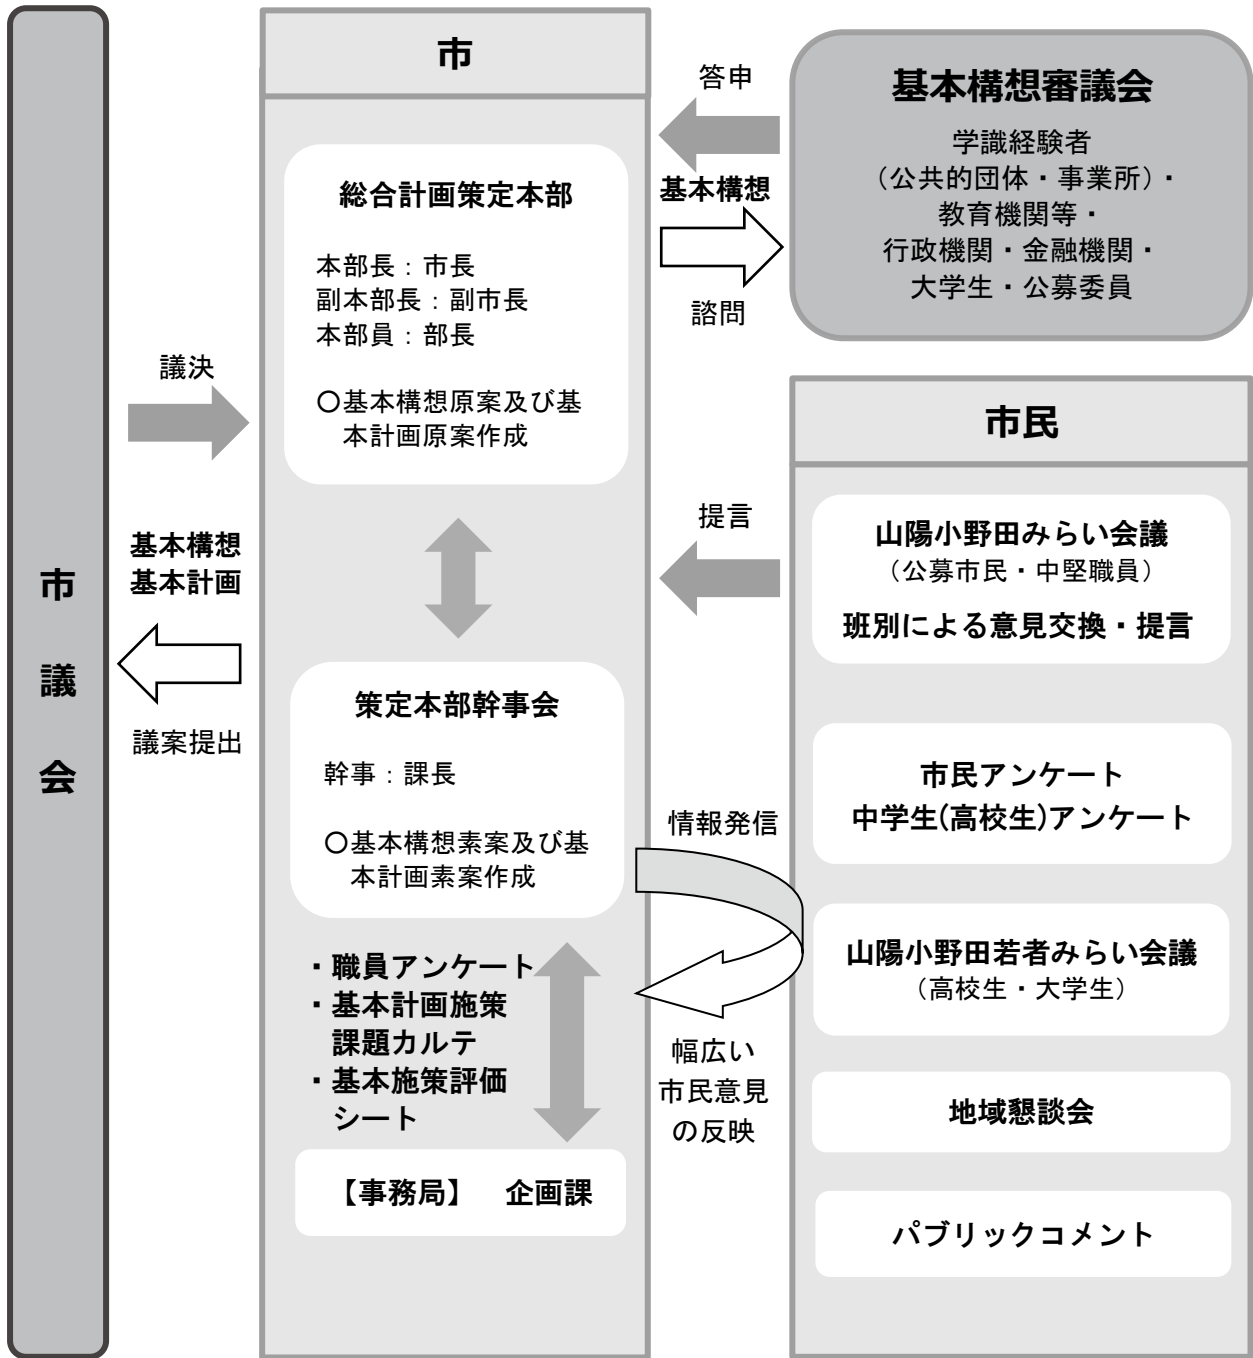 市議会
議決
基本構想
基本計画
議案提出
市
総合計画策定本部
本部長：市長
副本部長：副市長
本部員：部長
〇基本構想原案及び基
本計画原案作成
策定本部幹事会
幹事：課長
〇基本構想素案及び基
本計画素案作成
・職員アンケート
・基本計画施策
課題カルテ
・基本施策評価
シート
【事務局】　企画課
答申
基本構想
諮問
基本構想審議会
学識経験者
（公共的団体・事業所）・
教育機関等・
行政機関・金融機関・
大学生・公募委員
提言
情報発信
幅広い
市民意見
の反映
市民
山陽小野田みらい会議
（公募市民・中堅職員）
班別による意見交換・提言
市民アンケート
中学生(高校生)アンケート
山陽小野田若者みらい会議
（高校生・大学生）
地域懇談会
パブリックコメント